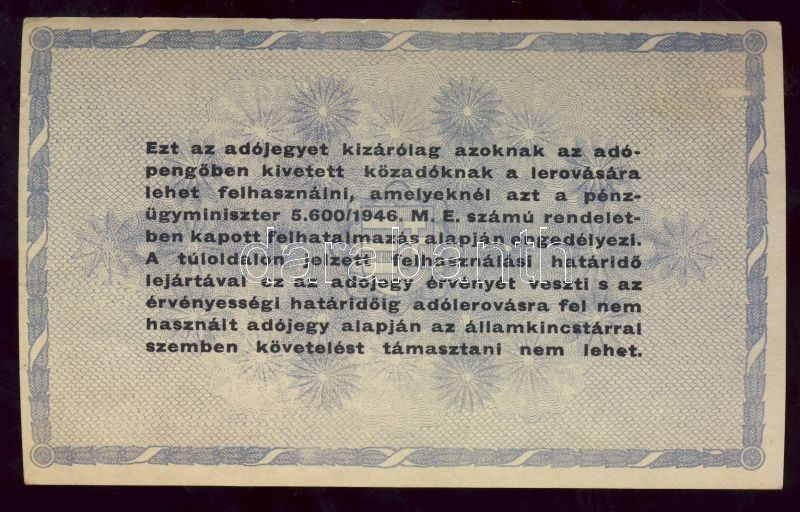 Ezt az adójegyet kizárólag azoknak az adó-
pengőben kivetett közadóknak a lerovására
lehet felhasználni, amelyeknél azt a pénz-
ügyminiszter 5.600/1946. M. E. számú rendelet-
ben kapott felhatalmazás alapján engedélyezi.
A túloldalon jelzett felhasználási határidő
lejártával ez az adójegy érvényét veszti s az
érvényességi határidőig adólerovásra fel nem
használt adójegy alapján az államkincstárral
szemben követelést támasztani nem lehet.
darabanth